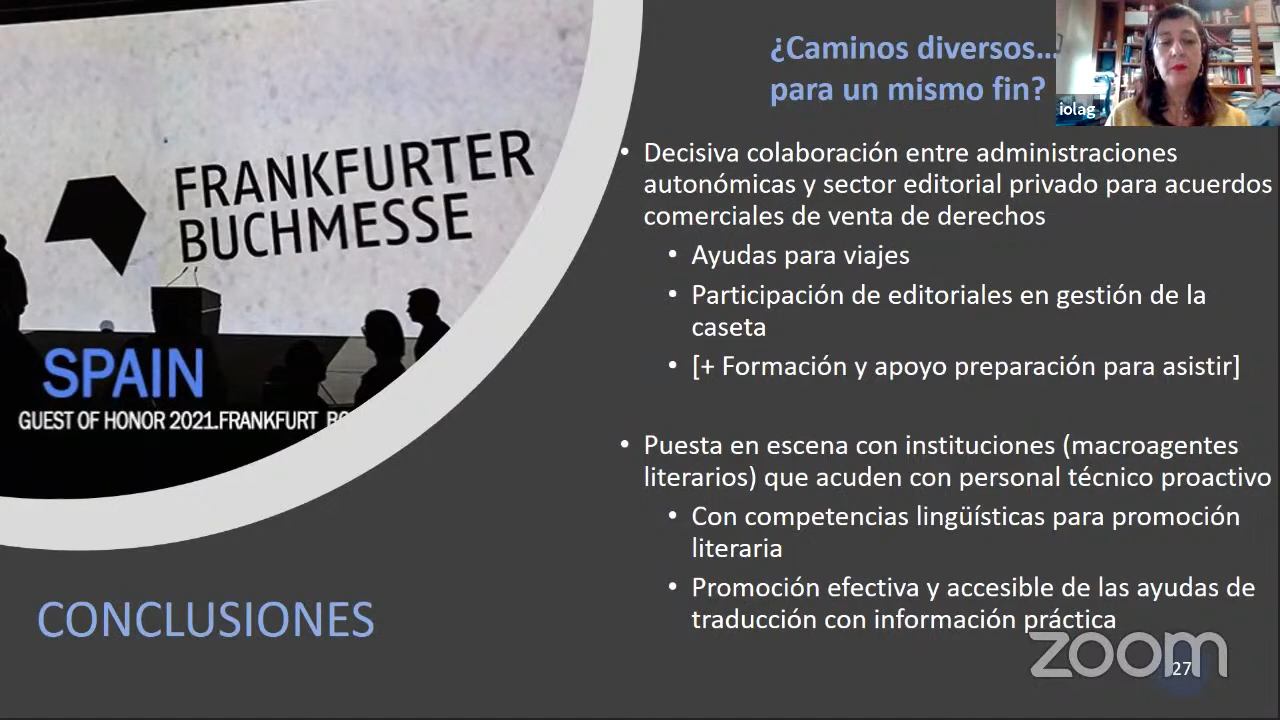 ¿Caminos diversos...
para un mismo fin?
iolag
• Decisiva colaboración entre administraciones
autonómicas y sector editorial privado para acuerdos
comerciales de venta de derechos
• Ayudas para viajes
• Participación de editoriales en gestión de la
caseta
• [+ Formación y apoyo preparación para asistir]
• Puesta en escena con instituciones (macroagentes
literarios) que acuden con personal técnico proactivo
• Con competencias lingüísticas para promoción
literaria
• Promoción efectiva y accesible de las ayudas de
traducción con información práctica
FRANKFURTER
BUCHMESSE
SPAIN
GUEST OF HONOR 2021.FRANKFURT
CONCLUSIONES
zoom
27